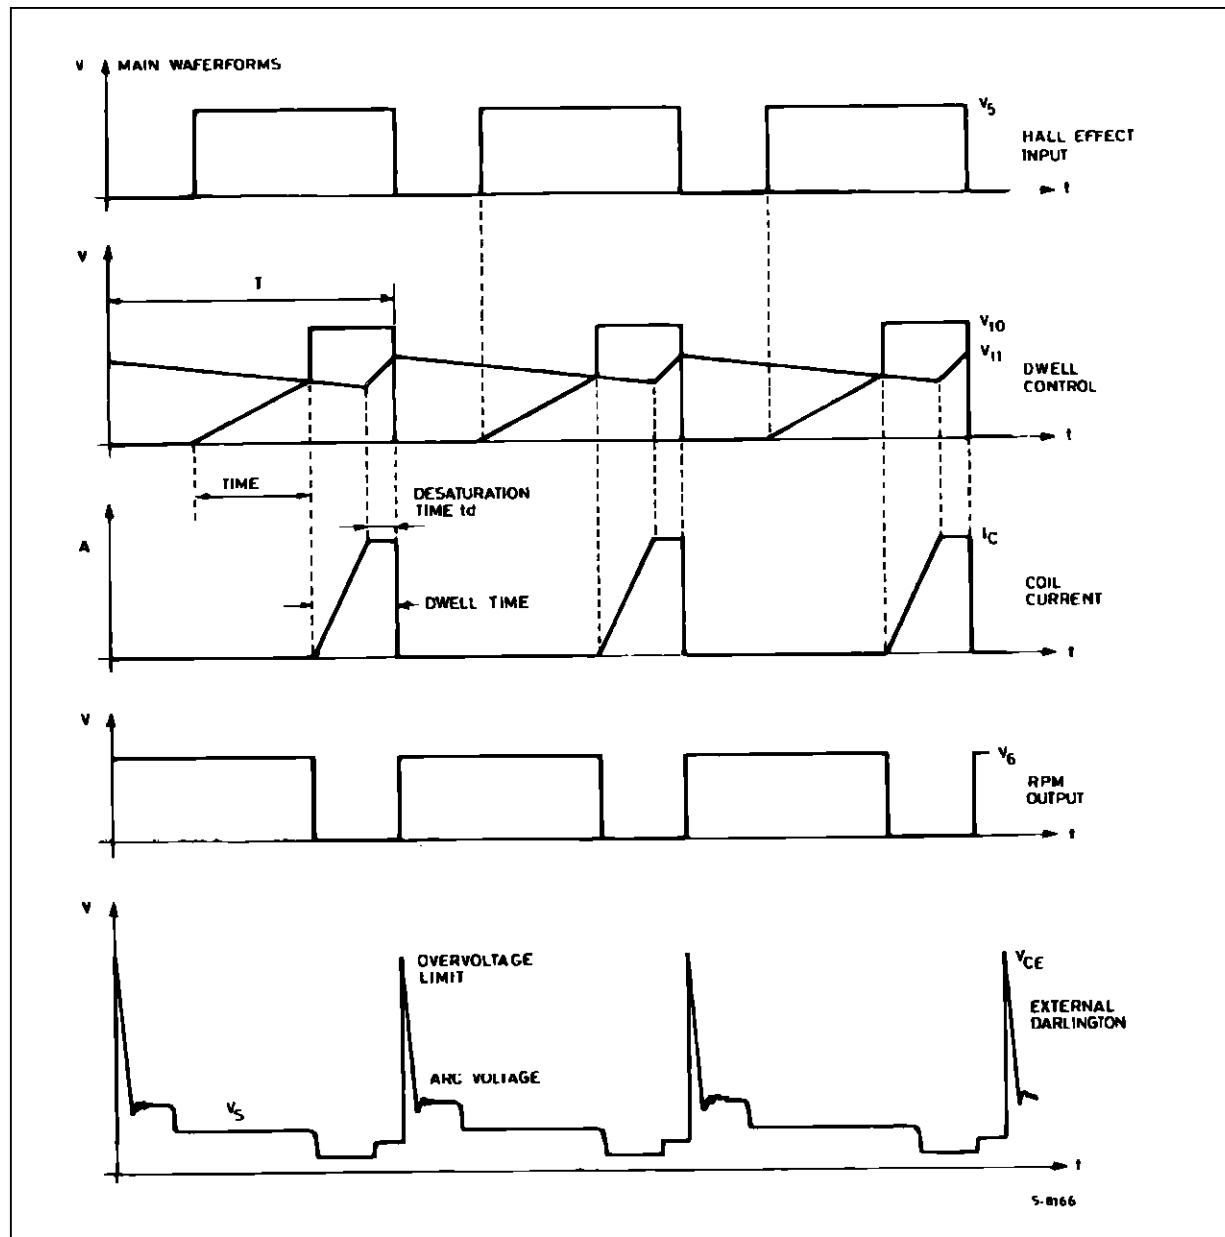 V MAIN WAFERFORMS
V5
HALL EFFECT
INPUT
t
V
T
V10
V11
DWELL
CONTROL
t
TIME
DESATURATION
TIME td
A
IC
DWELL TIME
COIL
CURRENT
t
V
V6
RPM
OUTPUT
t
V
OVERVOLTAGE
LIMIT
VCE
EXTERNAL
DARLINGTON
ARC VOLTAGE
VS
t
S-8166